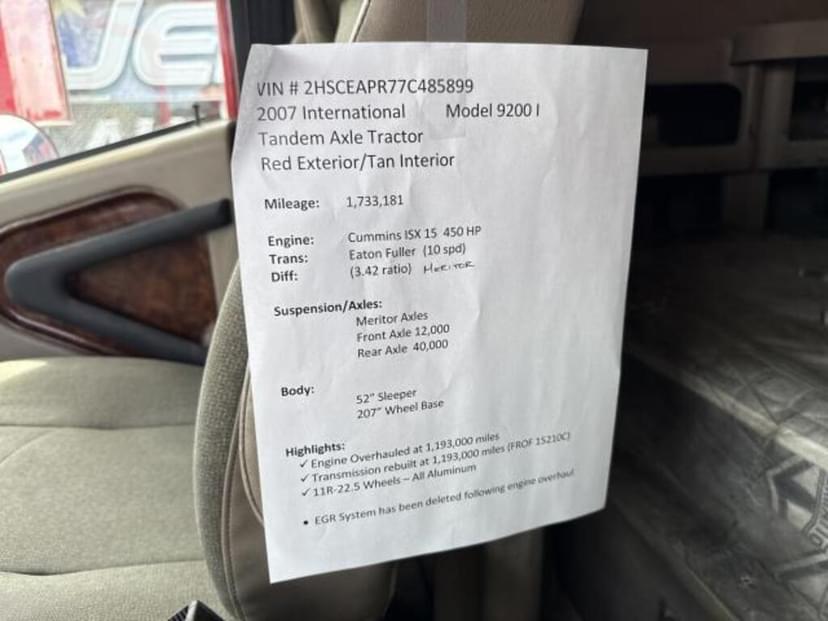 JE
VIN # 2HSCEAPR77C485899
2007 International Model 9200 I
Tandem Axle Tractor
Red Exterior/Tan Interior
Mileage: 1,733,181
Engine: Cummins ISX 15 450 HP
Trans: Eaton Fuller (10 spd)
Diff: (3.42 ratio) MERITOR
Suspension/Axles:
Meritor Axles
Front Axle 12,000
Rear Axle 40,000
Body: 52" Sleeper
207" Wheel Base
Highlights:
✓ Engine Overhauled at 1,193,000 miles
✓ Transmission rebuilt at 1,193,000 miles (FROF 15210C)
✓ 11R-22.5 Wheels – All Aluminum
• EGR System has been deleted following engine overhaul